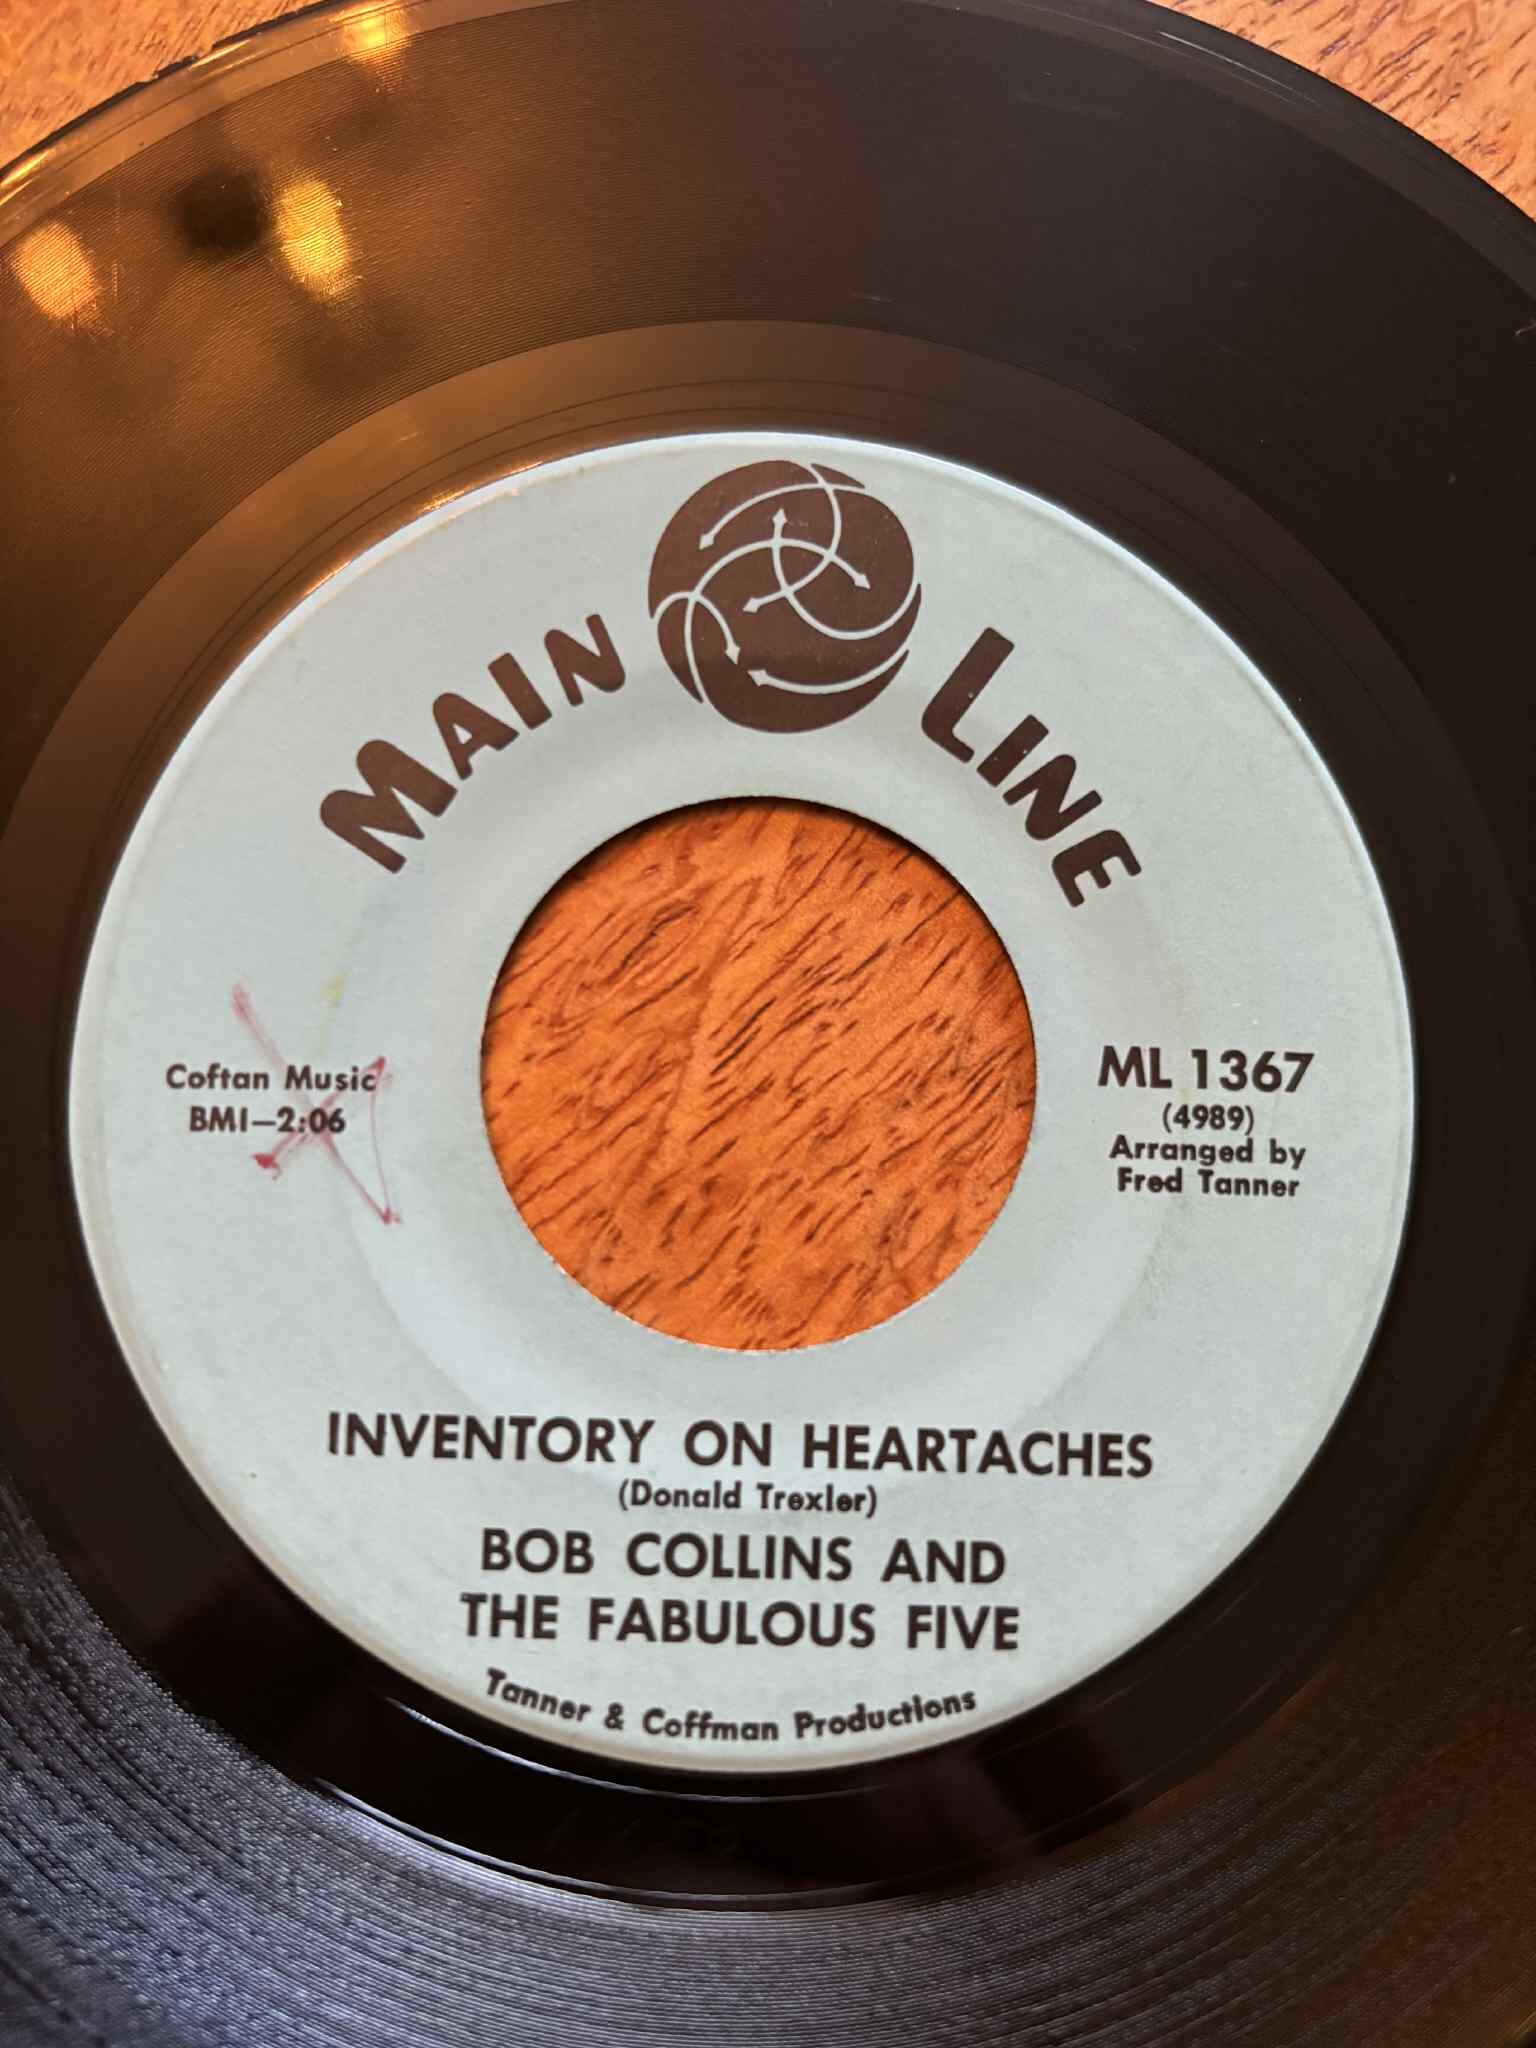 MAIN LINE
Coftan Music
BMI—2:06
ML 1367
(4989)
Arranged by
Fred Tanner
INVENTORY ON HEARTACHES
(Donald Trexler)
BOB COLLINS AND
THE FABULOUS FIVE
Tanner & Coffman Productions